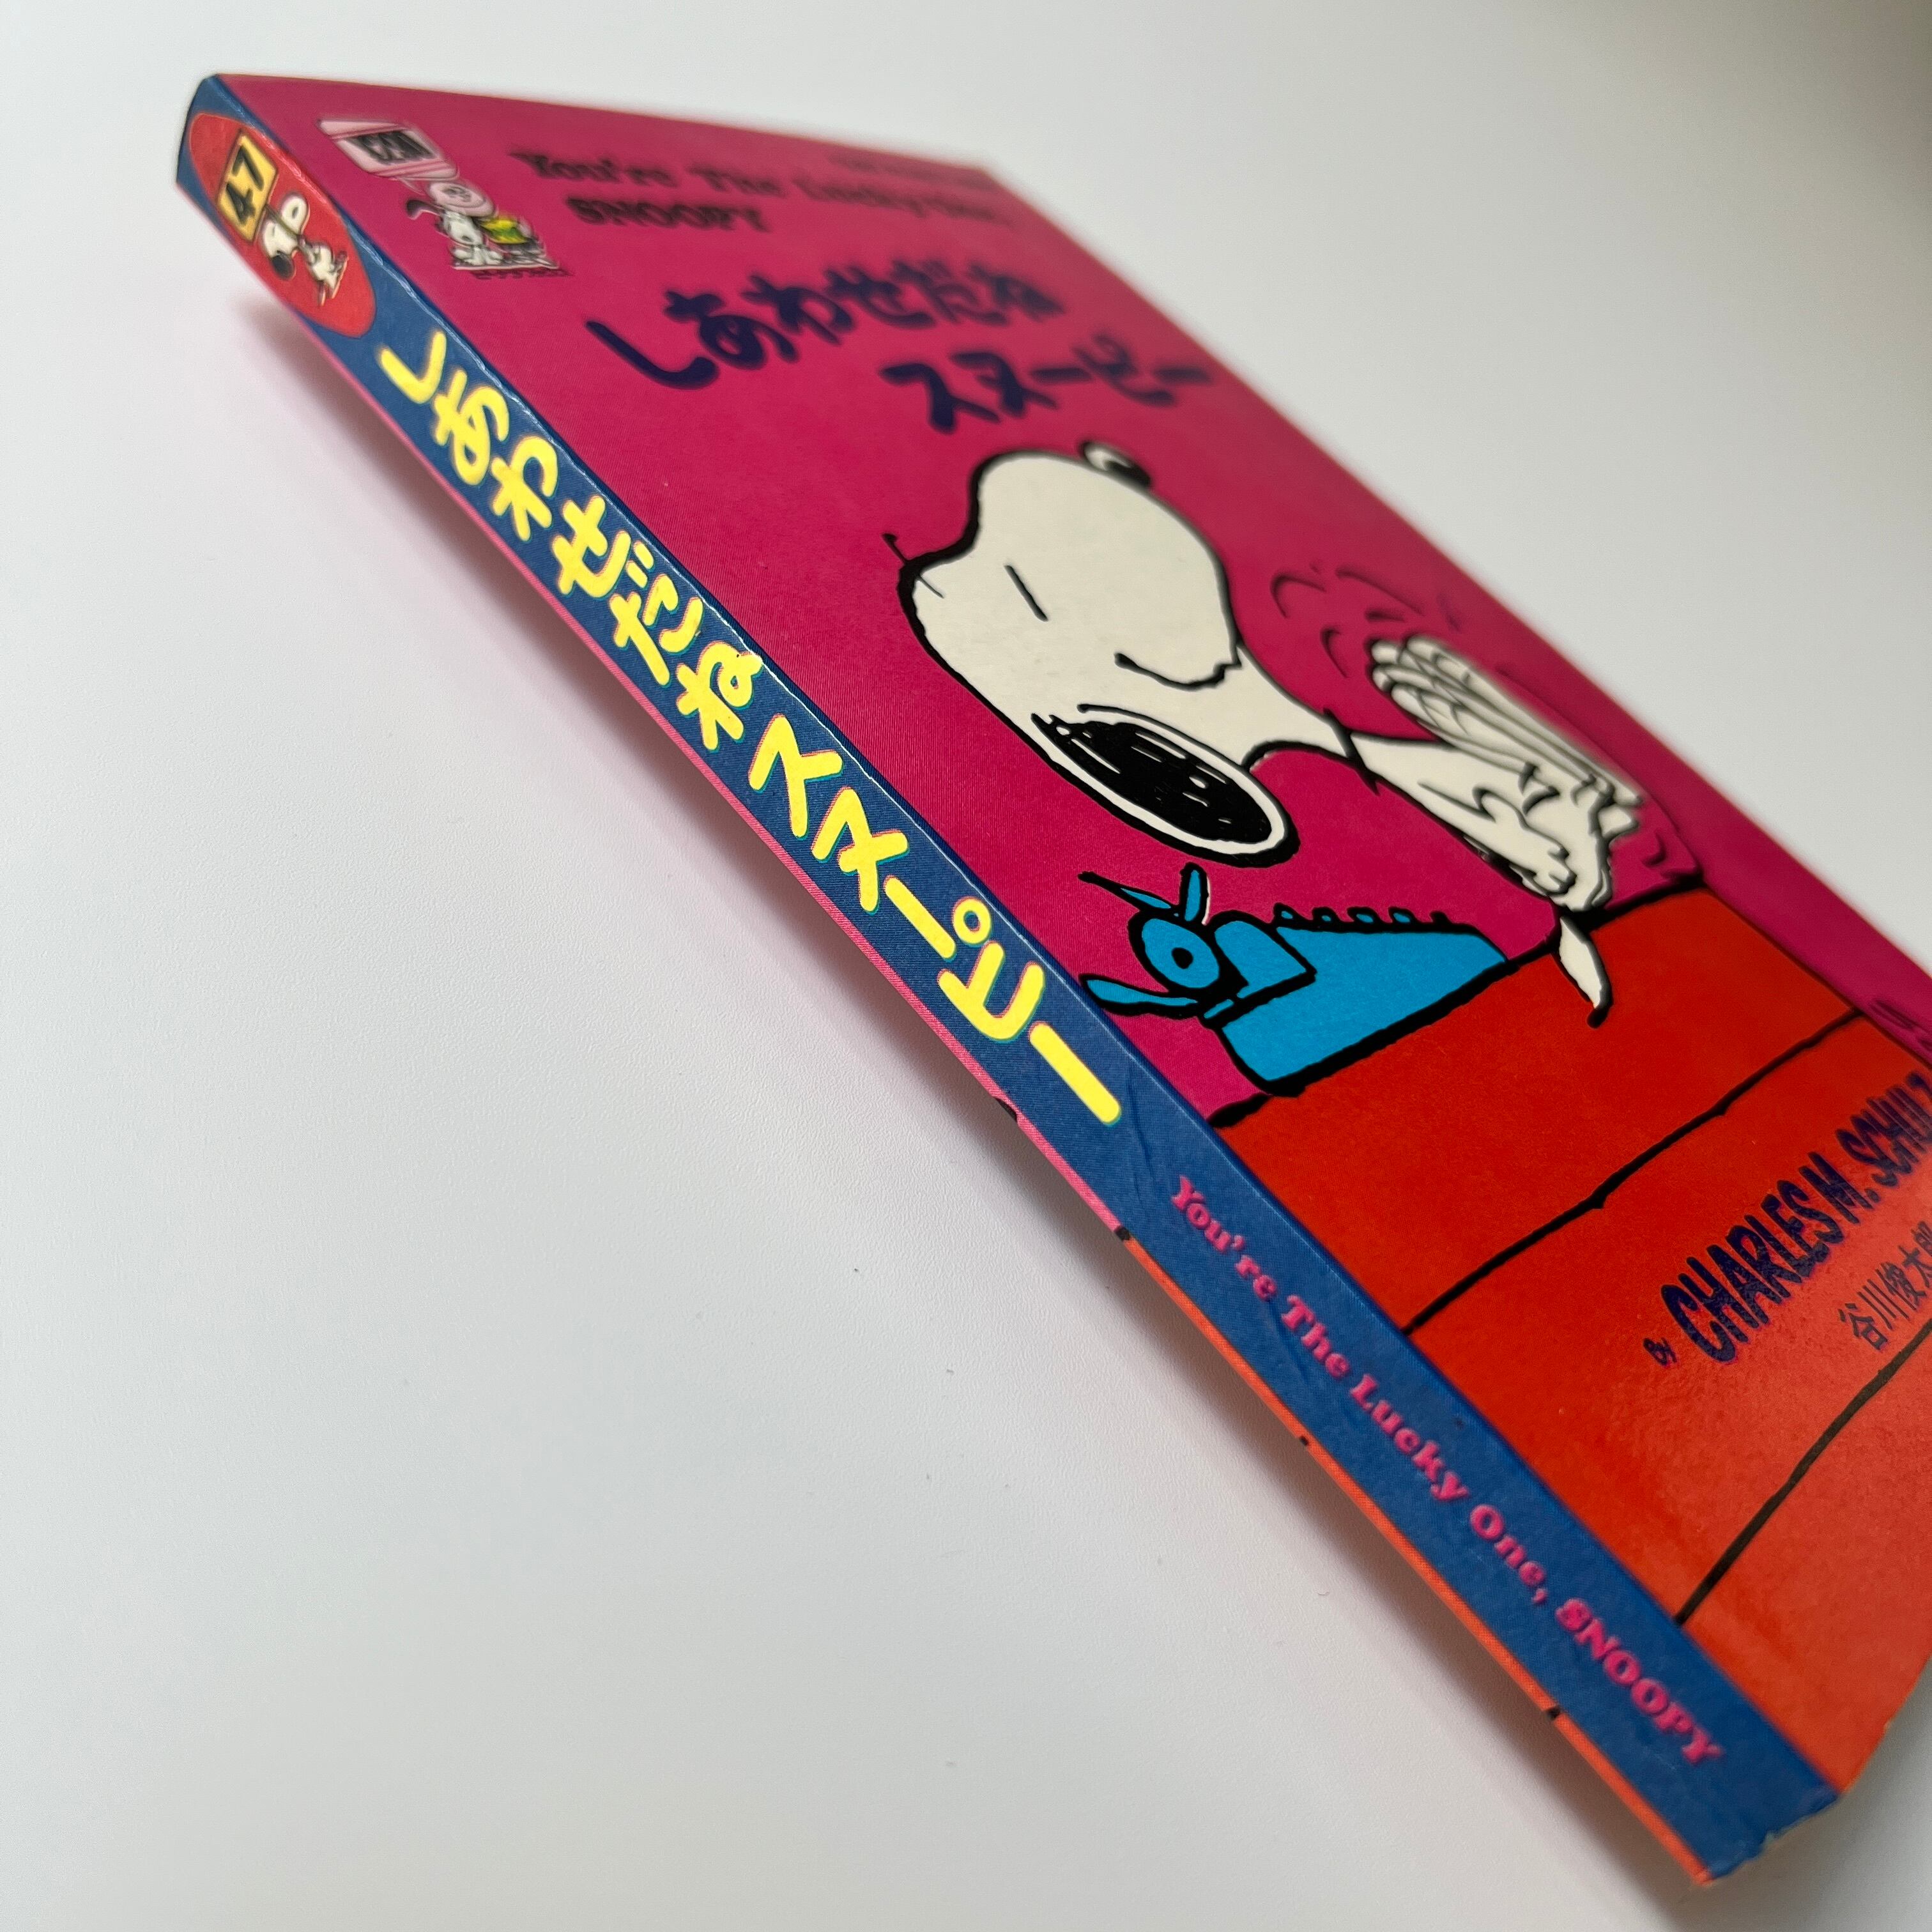 47
しあわせだねスヌーピー
You're The Lucky One, SNOOPY
You're The Lucky One,
SNOOPY
しあわせだね
スヌーピー
By CHARLES M. SCHULZ
谷川俊太郎